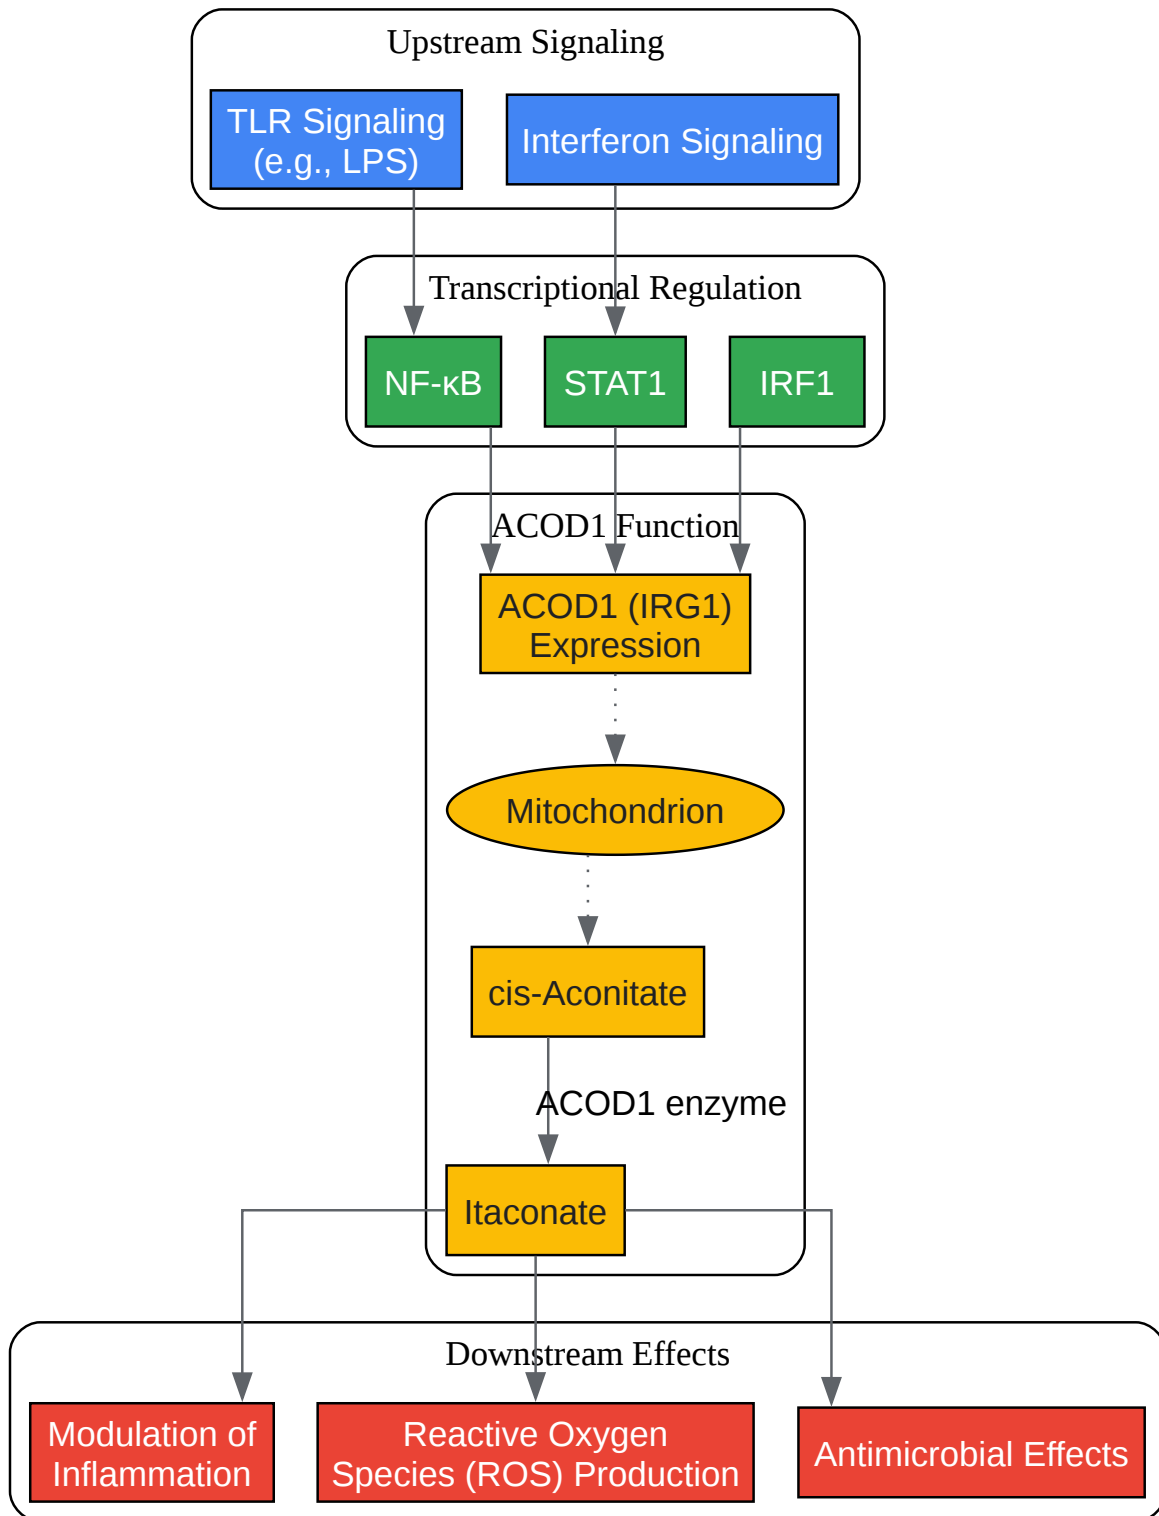 Upstream Signaling
TLR Signaling
(e.g., LPS)
Interferon Signaling
Transcriptional Regulation
NF-κB
STAT1
IRF1
ACOD1 Function
ACOD1 (IRG1)
Expression
Mitochondrion
cis-Aconitate
ACOD1 enzyme
Itaconate
Downstream Effects
Modulation of
Inflammation
Reactive Oxygen
Species (ROS) Production
Antimicrobial Effects